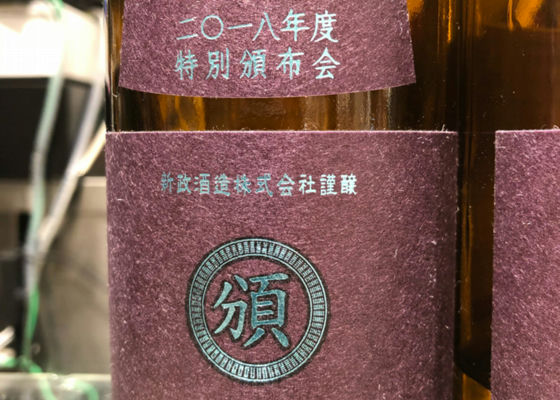 二〇一八年度
特別頒布会
新政酒造株式会社謹醸
頒